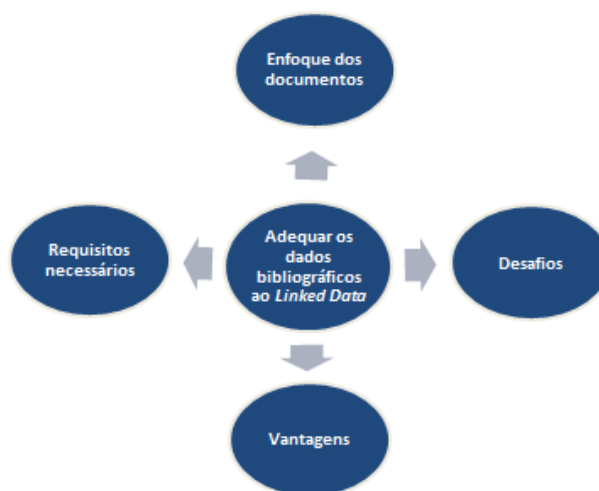 Enfoque dos
documentos
Requisitos
necessários
Adequar os
dados
bibliográficos
ao Linked Data
Desafios
Vantagens